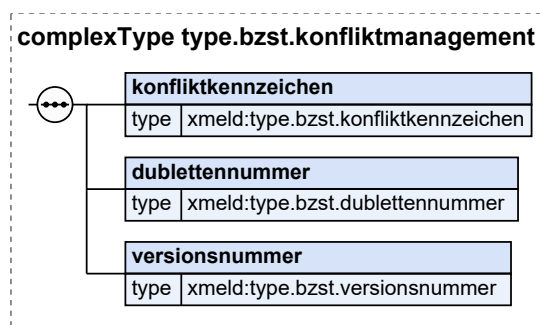 complexType type.bzst.konfliktmanagement
konfliktkennzeichen
type xmeld:type.bzst.konfliktkennzeichen
dublettennummer
type xmeld:type.bzst.dublettennummer
versionsnummer
type xmeld:type.bzst.versionsnummer